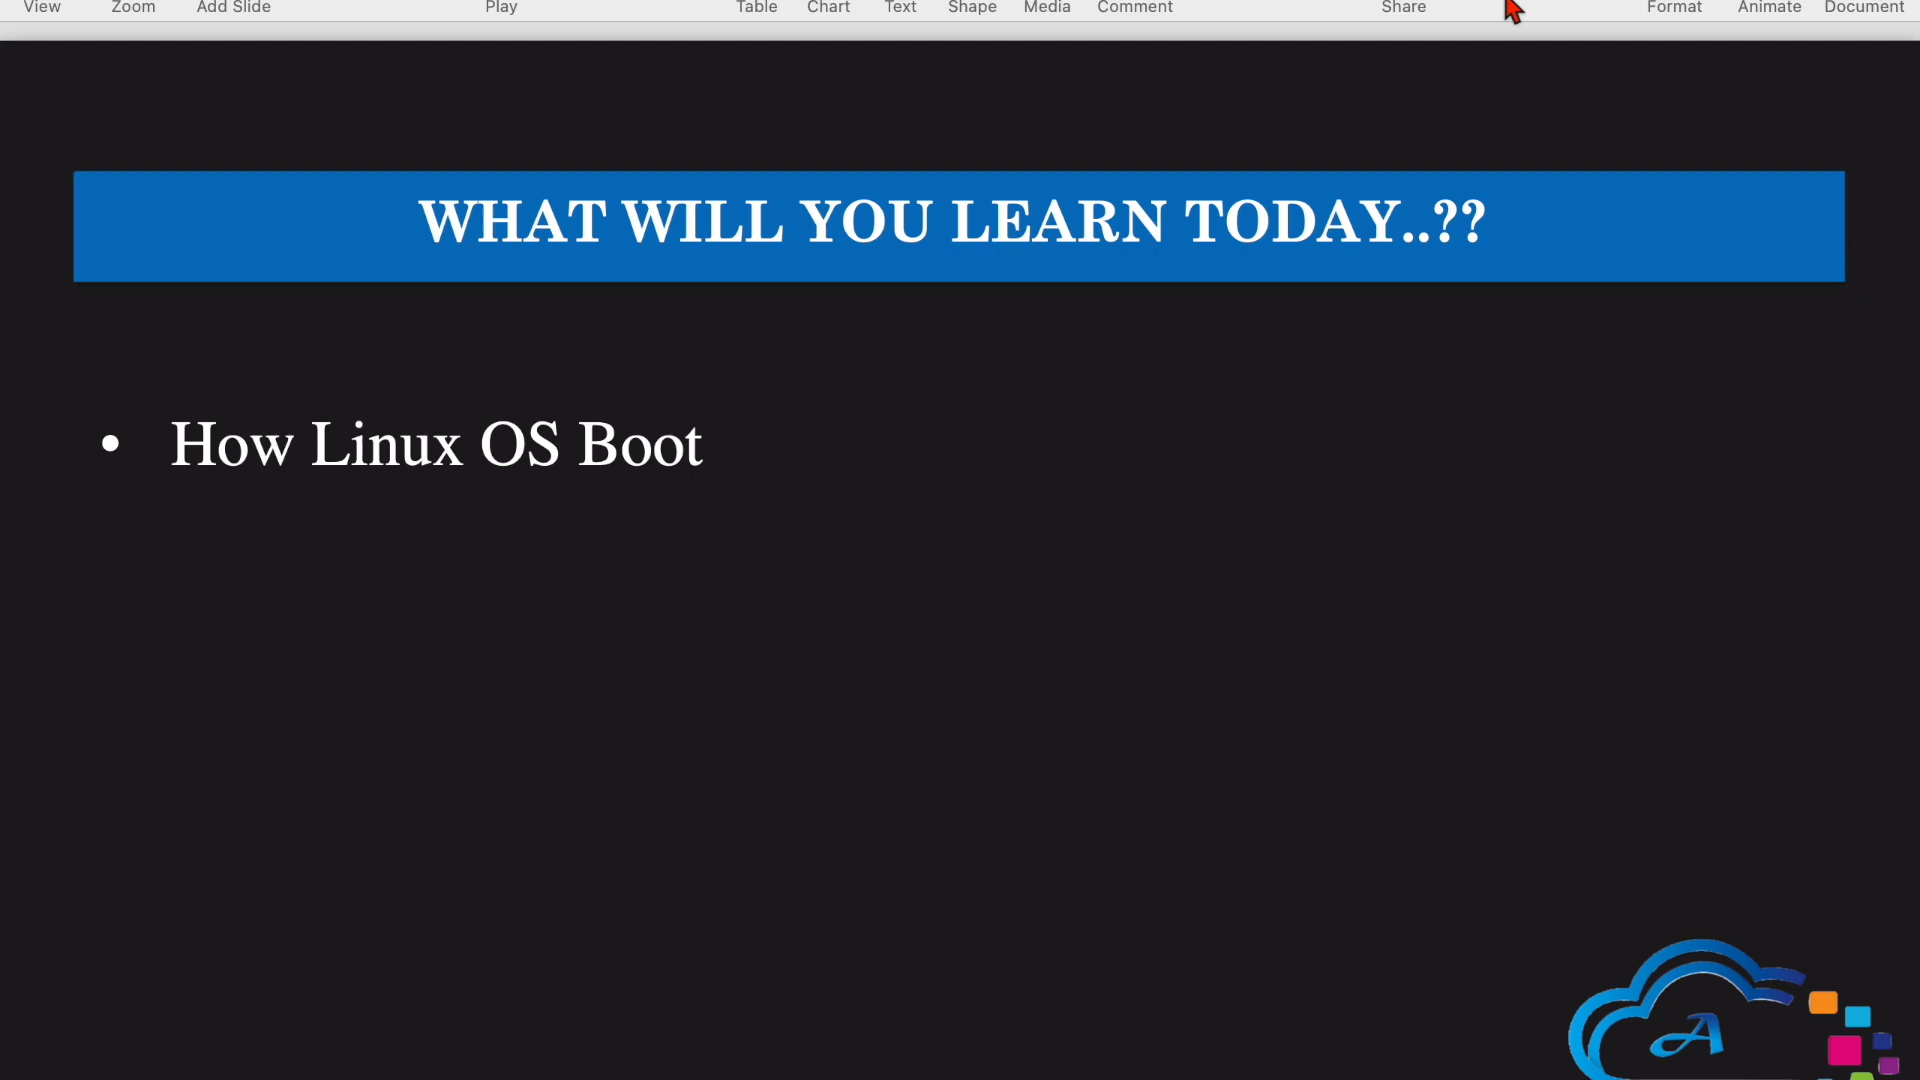 View Zoom Add Slide Play Table Chart Text Shape Media Comment Share Format Animate Document
WHAT WILL YOU LEARN TODAY..??
• How Linux OS Boot
A